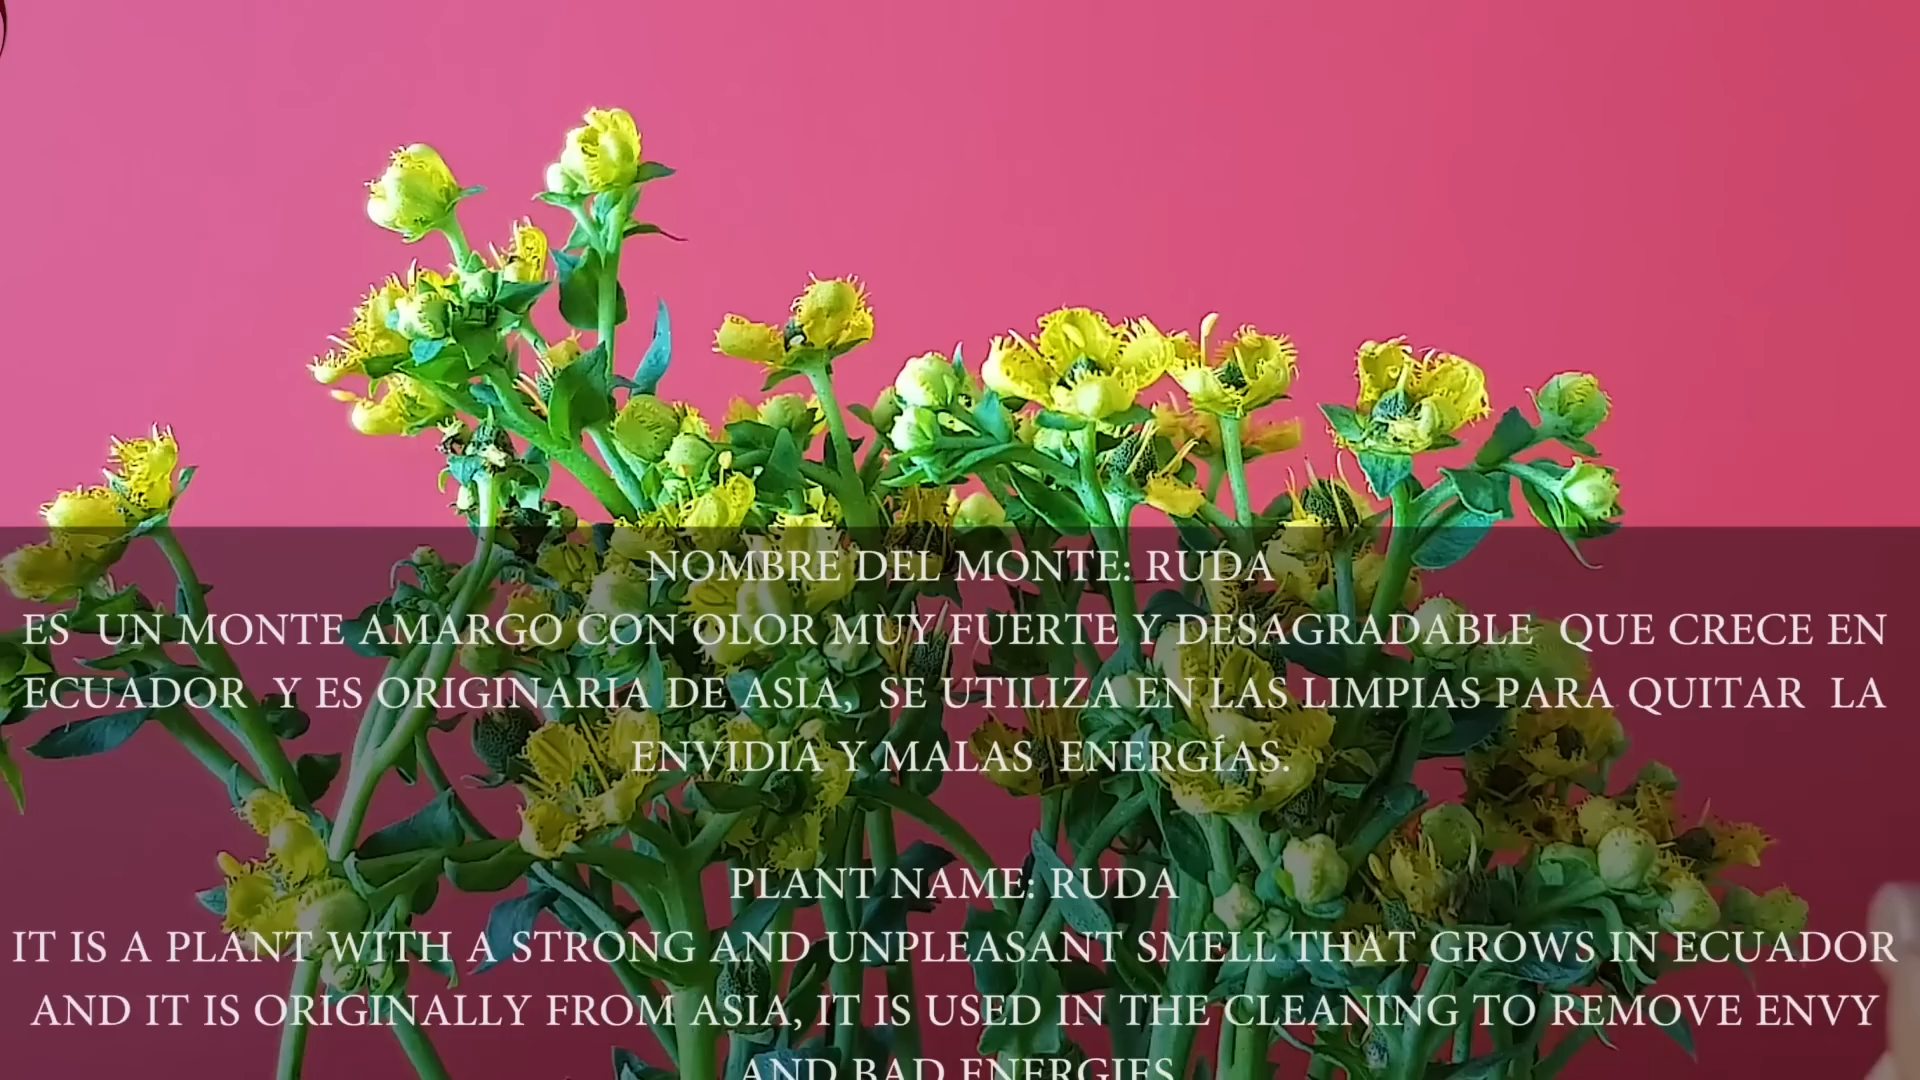 NOMBRE DEL MONTE: RUDA
ES UN MONTE AMARGO CON OLOR MUY FUERTE Y DESAGRADABLE QUE CRECE EN
ECUADOR Y ES ORIGINARIA DE ASIA, SE UTILIZA EN LAS LIMPIAS PARA QUITAR LA
ENVIDIA Y MALAS ENERGÍAS.
PLANT NAME: RUDA
IT IS A PLANT WITH A STRONG AND UNPLEASANT SMELL THAT GROWS IN ECUADOR
AND IT IS ORIGINALLY FROM ASIA, IT IS USED IN THE CLEANING TO REMOVE ENVY
AND BAD ENERGIES